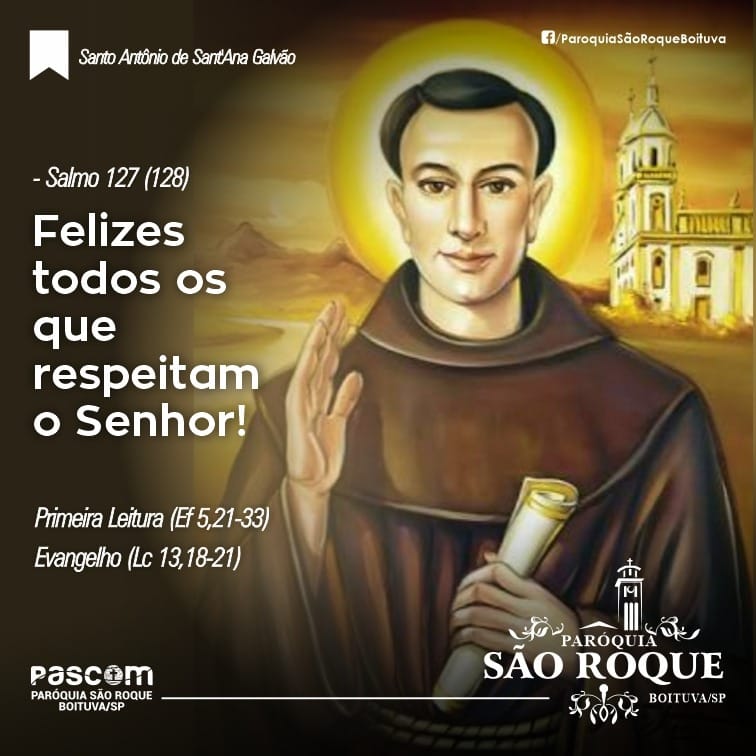 Santo Antônio de Sant'Ana Galvão
/ParoquiaSãoRoqueBoituva
- Salmo 127 (128)
Felizes
todos os
que
respeitam
o Senhor!
Primeira Leitura (Ef 5,21-33)
Evangelho (Lc 13,18-21)
PASCOM
PARÓQUIA SÃO ROQUE
BOITUVA/SP
PARÓQUIA
SÃO ROQUE
BOITUVA/SP